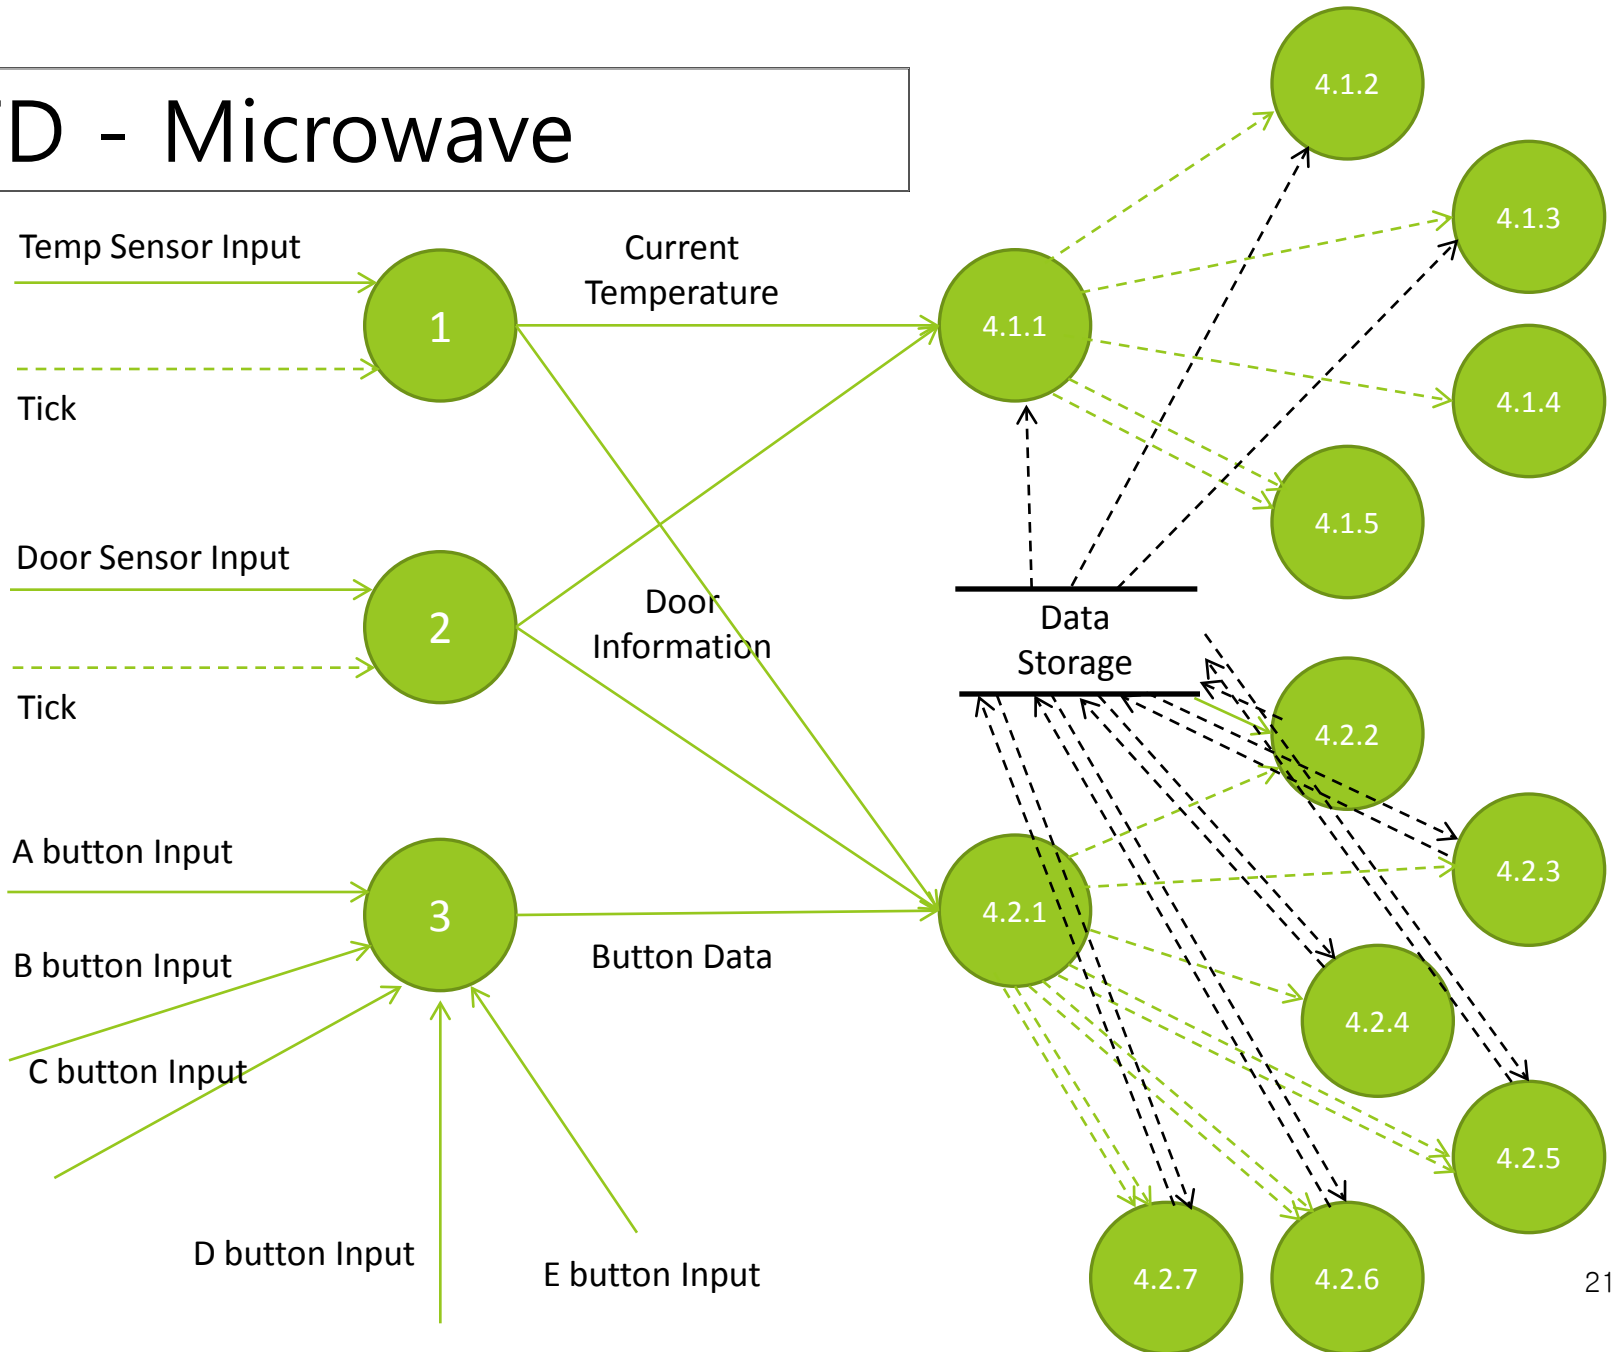 D - Microwave
4.1.2
4.1.3
Temp Sensor Input
Current
Temperature
1
4.1.1
Tick
4.1.4
4.1.5
Door Sensor Input
Door
Information
2
Data
Storage
Tick
4.2.2
A button Input
4.2.3
3
4.2.1
B button Input
Button Data
4.2.4
C button Input
4.2.5
D button Input
E button Input
4.2.7
4.2.6
21